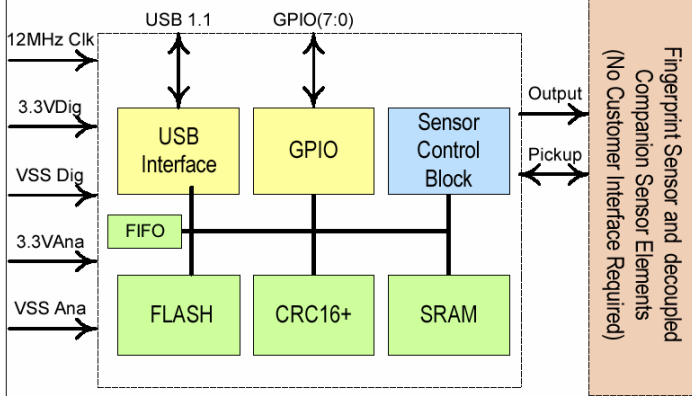 USB 1.1
GPIO(7:0)
12MHz Clk
3.3VDig
VSS Dig
3.3VAna
VSS Ana
USB
Interface
GPIO
Sensor
Control
Block
FIFO
FLASH
CRC16+
SRAM
Output
Pickup
Fingerprint Sensor and decoupled
Companion Sensor Elements
(No Customer Interface Required)